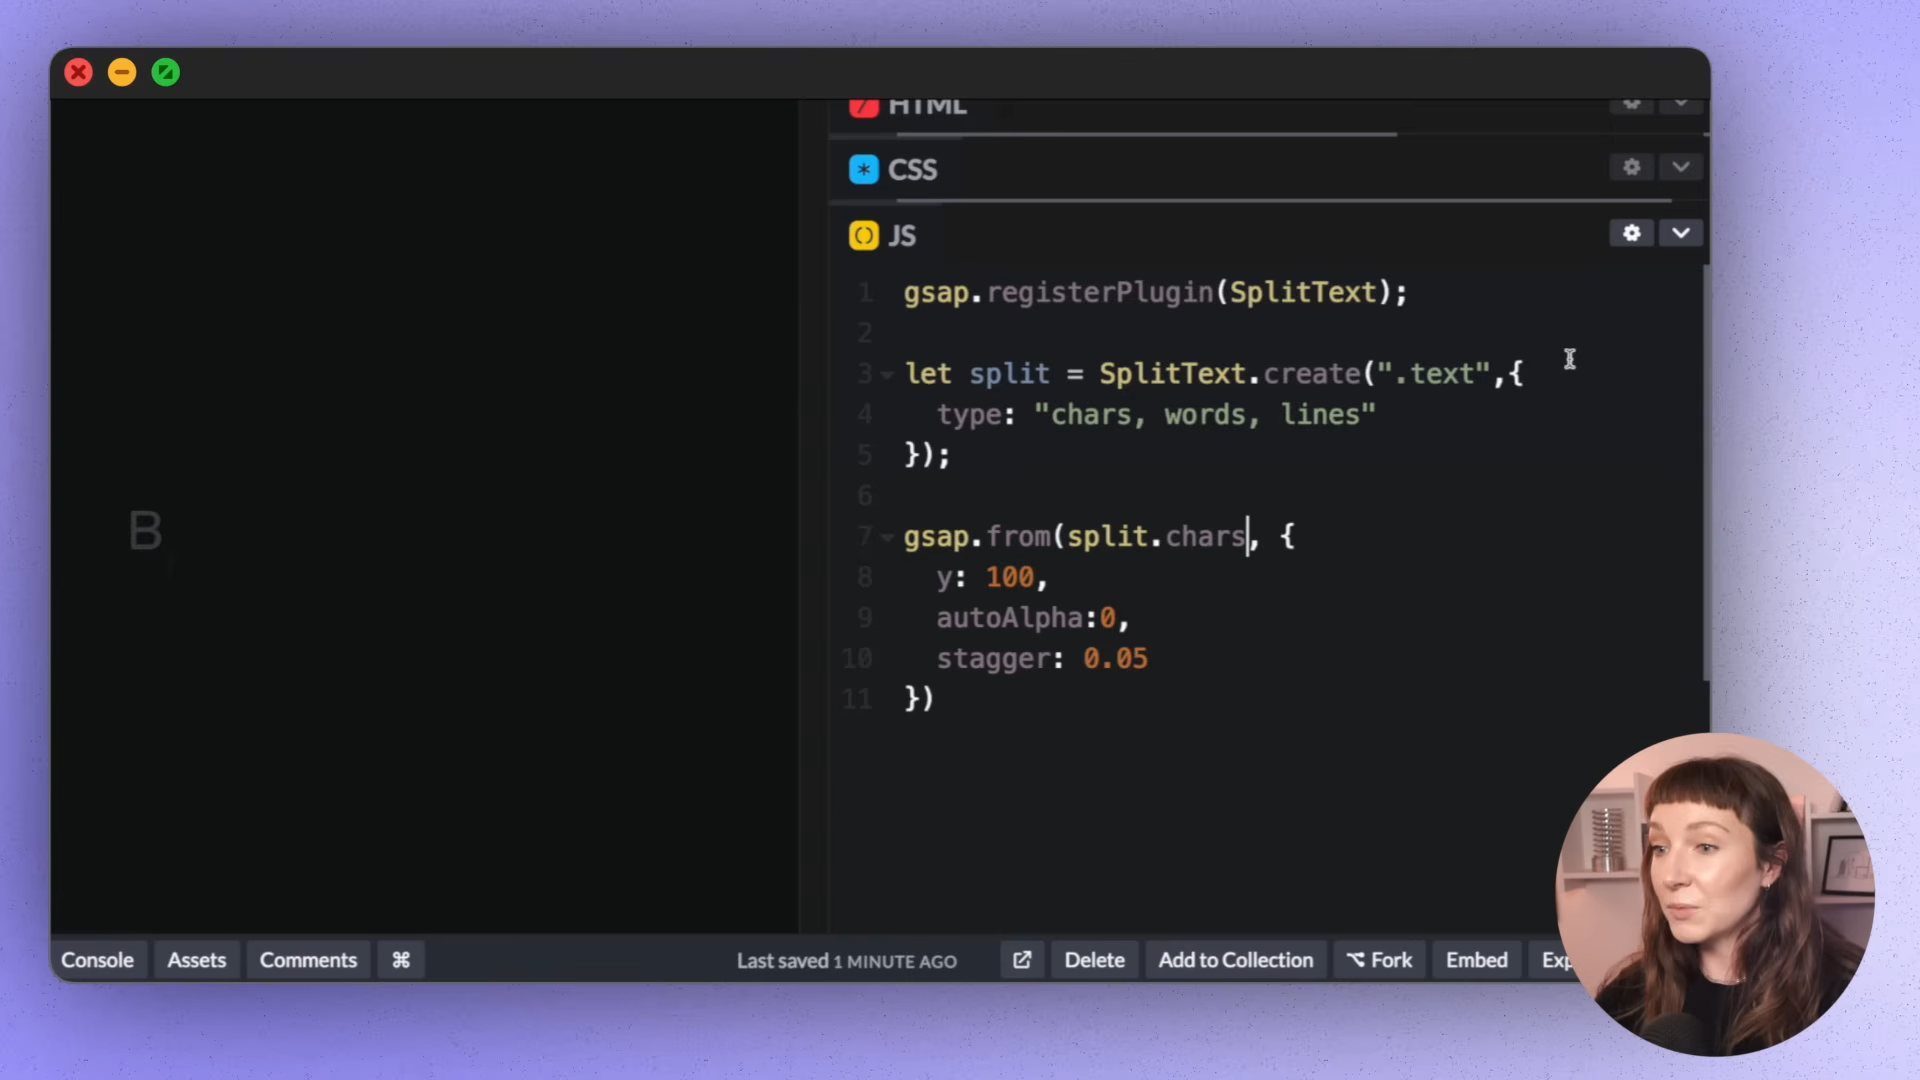 HTML
CSS
JS
1 gsap.registerPlugin(SplitText);
2
3 let split = SplitText.create(".text",{
4 type: "chars, words, lines"
5 });
6
7 gsap.from(split.chars, {
8 y: 100,
9 autoAlpha:0,
10 stagger: 0.05
11 })
B
Console Assets Comments ⌘ Last saved 1 MINUTE AGO Delete Add to Collection Fork Embed Exp